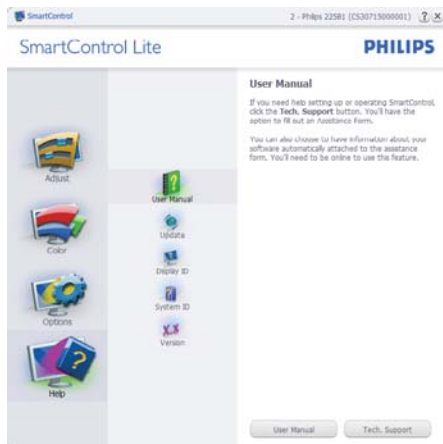 SmartControl
2 - Philips 225B1 (CS30715000001)
SmartControl Lite
PHILIPS
Adjust
Color
Options
Help
User Manual
Update
Display ID
System ID
Version
User Manual
If you need help setting up or operating SmartControl,
click the Tech. Support button. You'll have the
option to fill out an Assistance Form.
You can also choose to have information about your
software automatically attached to the assistance
form. You'll need to be online to use this feature.
User Manual
Tech. Support